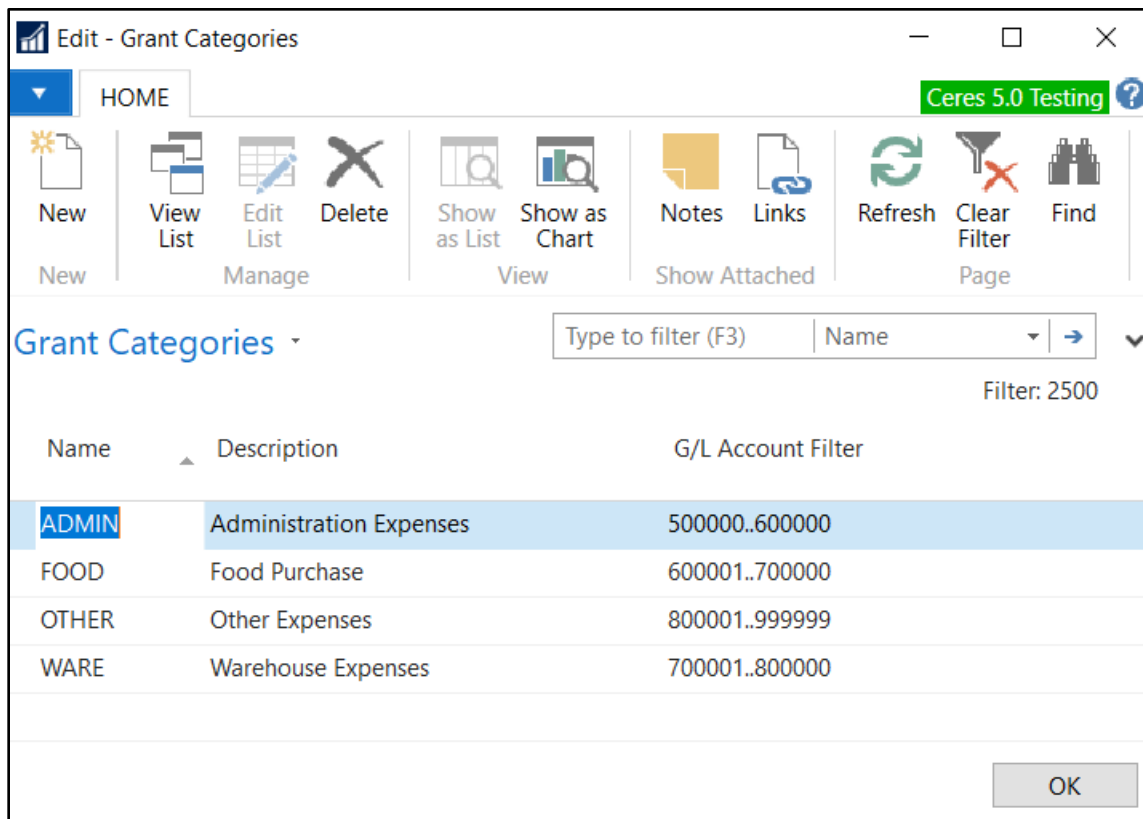 Edit - Grant Categories
HOME
Ceres 5.0 Testing ?
New View List Edit List Delete Show as List Show as Chart Notes Links Refresh Clear Filter Find
New Manage View Show Attached Page
Grant Categories Type to filter (F3) Name
Filter: 2500
Name Description G/L Account Filter
ADMIN Administration Expenses 500000..600000
FOOD Food Purchase 600001..700000
OTHER Other Expenses 800001..999999
WARE Warehouse Expenses 700001..800000
OK